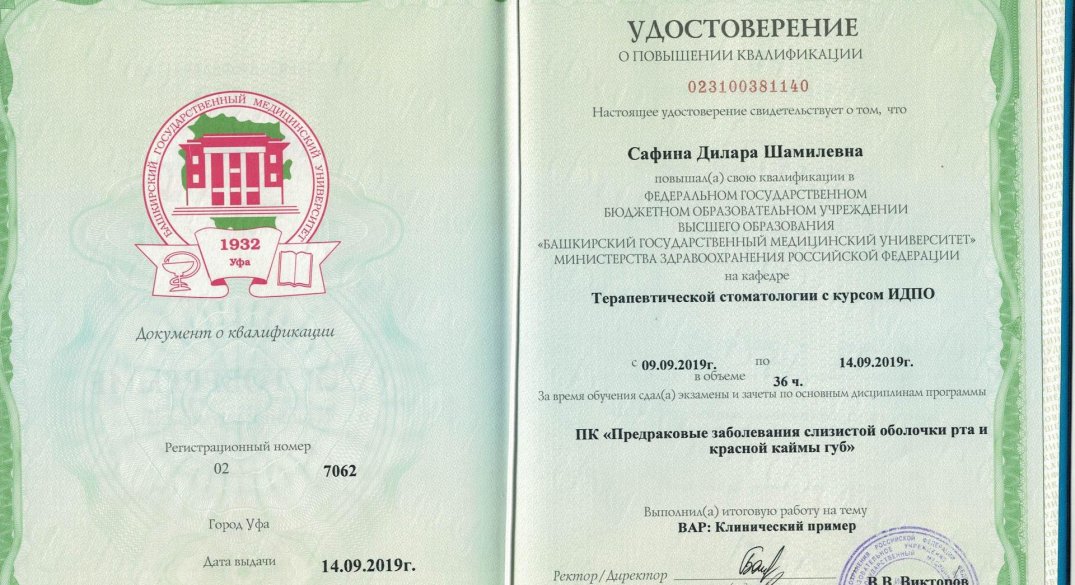 БАШКИРСКИЙ ГОСУДАРСТВЕННЫЙ МЕДИЦИНСКИЙ УНИВЕРСИТЕТ
1932
Уфа
Документ о квалификации
Регистрационный номер
02 7062
Город Уфа
Дата выдачи 14.09.2019г.
УДОСТОВЕРЕНИЕ
О ПОВЫШЕНИИ КВАЛИФИКАЦИИ
023100381140
Настоящее удостоверение свидетельствует о том, что
Сафина Дилара Шамилевна
повышал(а) свою квалификации в
ФЕДЕРАЛЬНОМ ГОСУДАРСТВЕННОМ
БЮДЖЕТНОМ ОБРАЗОВАТЕЛЬНОМ УЧРЕЖДЕНИИ
ВЫСШЕГО ОБРАЗОВАНИЯ
«БАШКИРСКИЙ ГОСУДАРСТВЕННЫЙ МЕДИЦИНСКИЙ УНИВЕРСИТЕТ»
МИНИСТЕРСТВА ЗДРАВООХРАНЕНИЯ РОССИЙСКОЙ ФЕДЕРАЦИИ
на кафедре
Терапевтической стоматологии с курсом ИДПО
с 09.09.2019г. по 14.09.2019г.
в объеме 36 ч.
За время обучения сдал(а) экзамены и зачеты по основным дисциплинам программы
ПК «Предраковые заболевания слизистой оболочки рта и
красной каймы губ»
Выполнил(а) итоговую работу на тему
ВАР: Клинический пример
Ректор/Директор В.В. Викторов